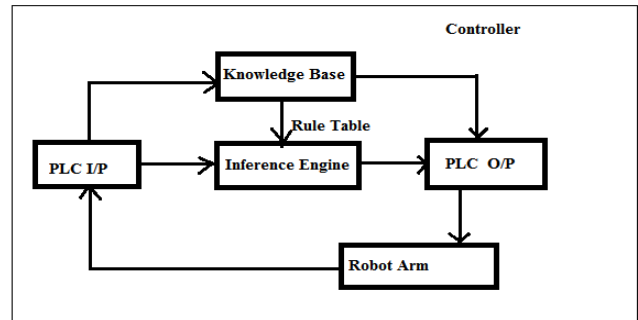 Controller
Knowledge Base
Rule Table
PLC I/P
Inference Engine
PLC O/P
Robot Arm